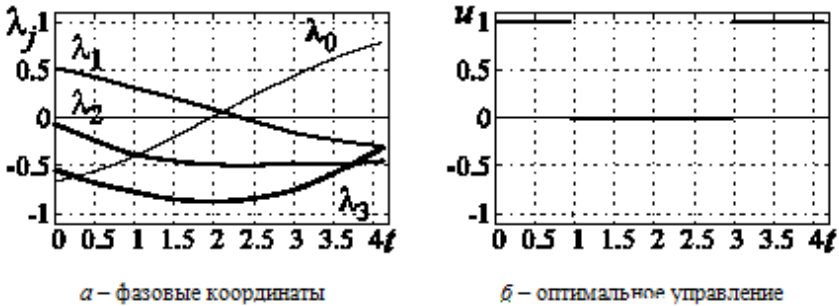 λj 1 λ1 λ0 u 1
0.5 0.5
λ2
0 0
-0.5 -0.5
λ3
-1 -1
0 0.5 1 1.5 2 2.5 3 3.5 4t 0 0.5 1 1.5 2 2.5 3 3.5 4t
а – фазовые координаты б – оптимальное управление